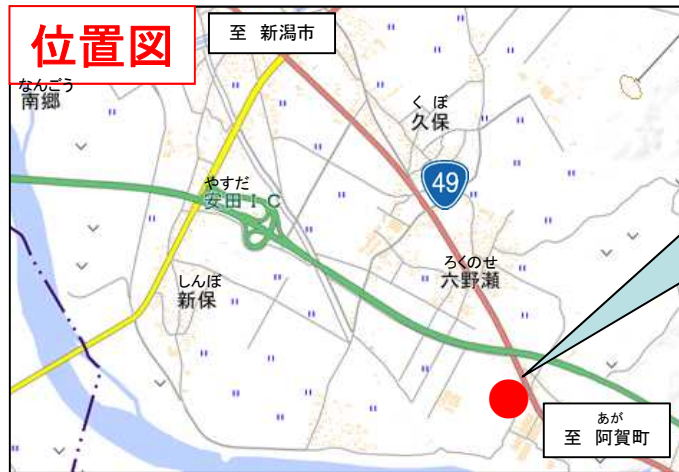 位置図
至 新潟市
なんごう
南郷
くぼ
久保
49
やすだ
安田IC
ろくのせ
六野瀬
しんぼ
新保
あが
至 阿賀町